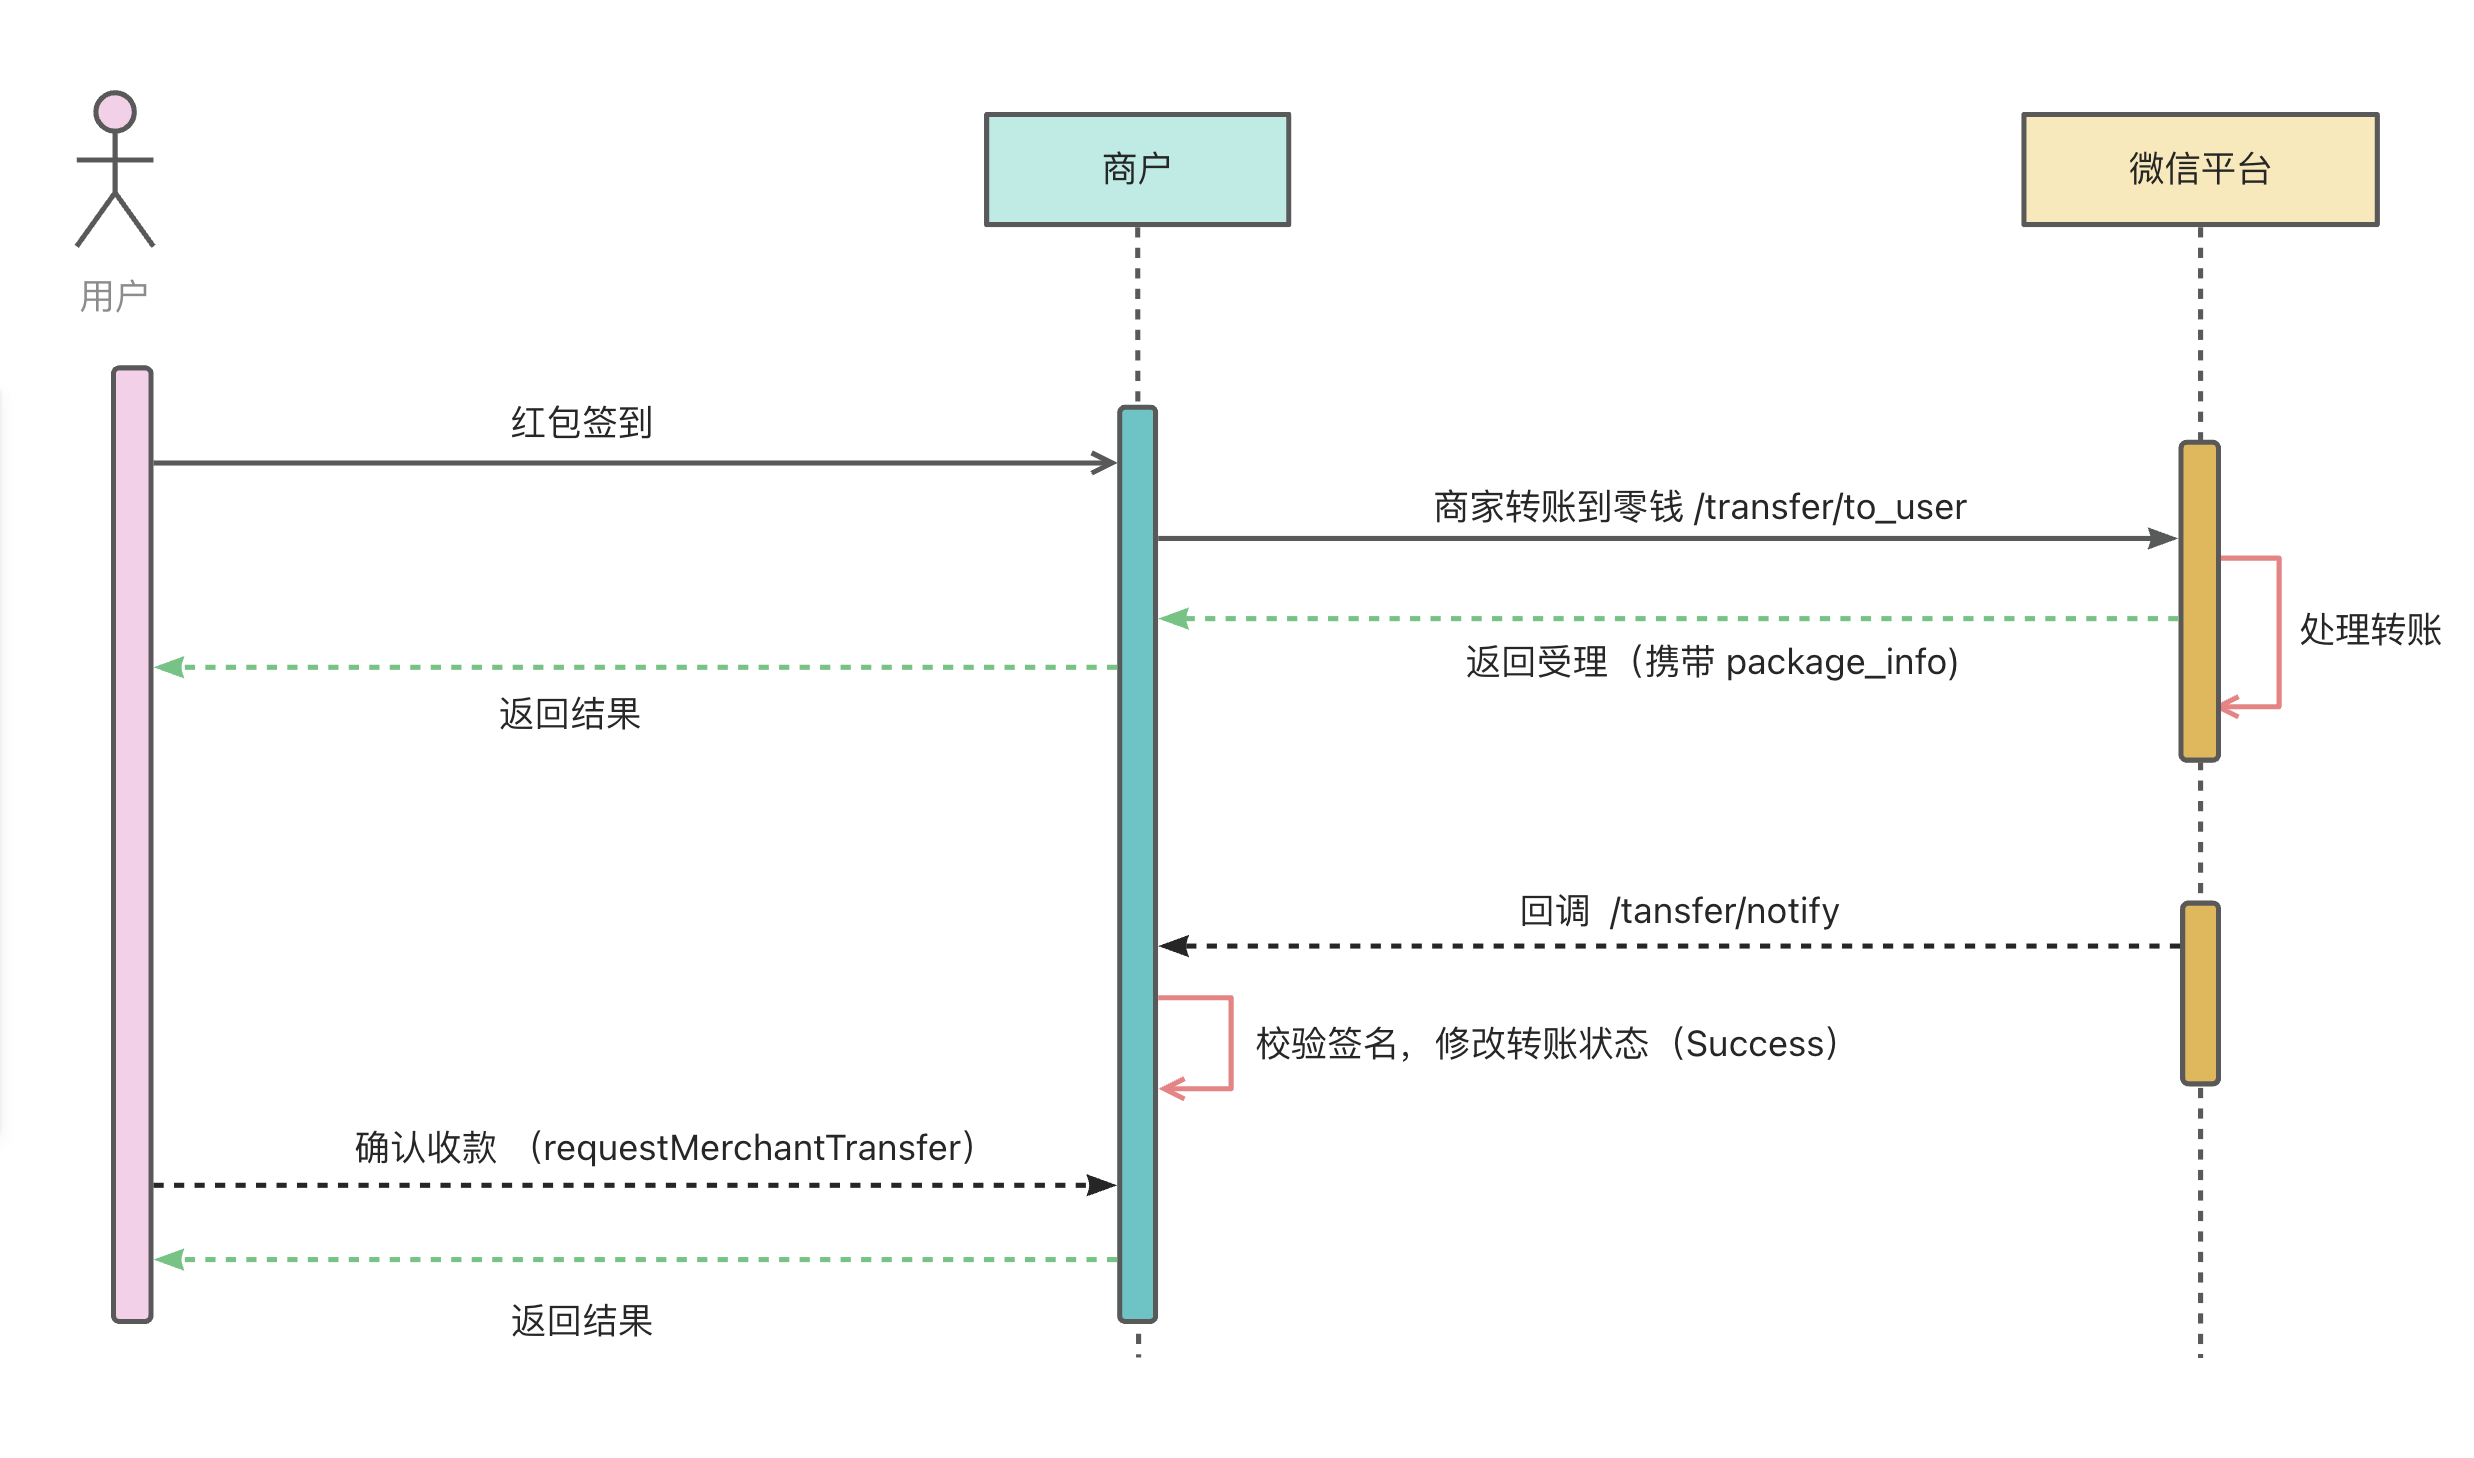 商户
微信平台
用户
红包签到
商家转账到零钱 /transfer/to_user
处理转账
返回受理（携带 package_info)
返回结果
回调  /tansfer/notify
校验签名，修改转账状态（Success）
确认收款 （requestMerchantTransfer）
返回结果